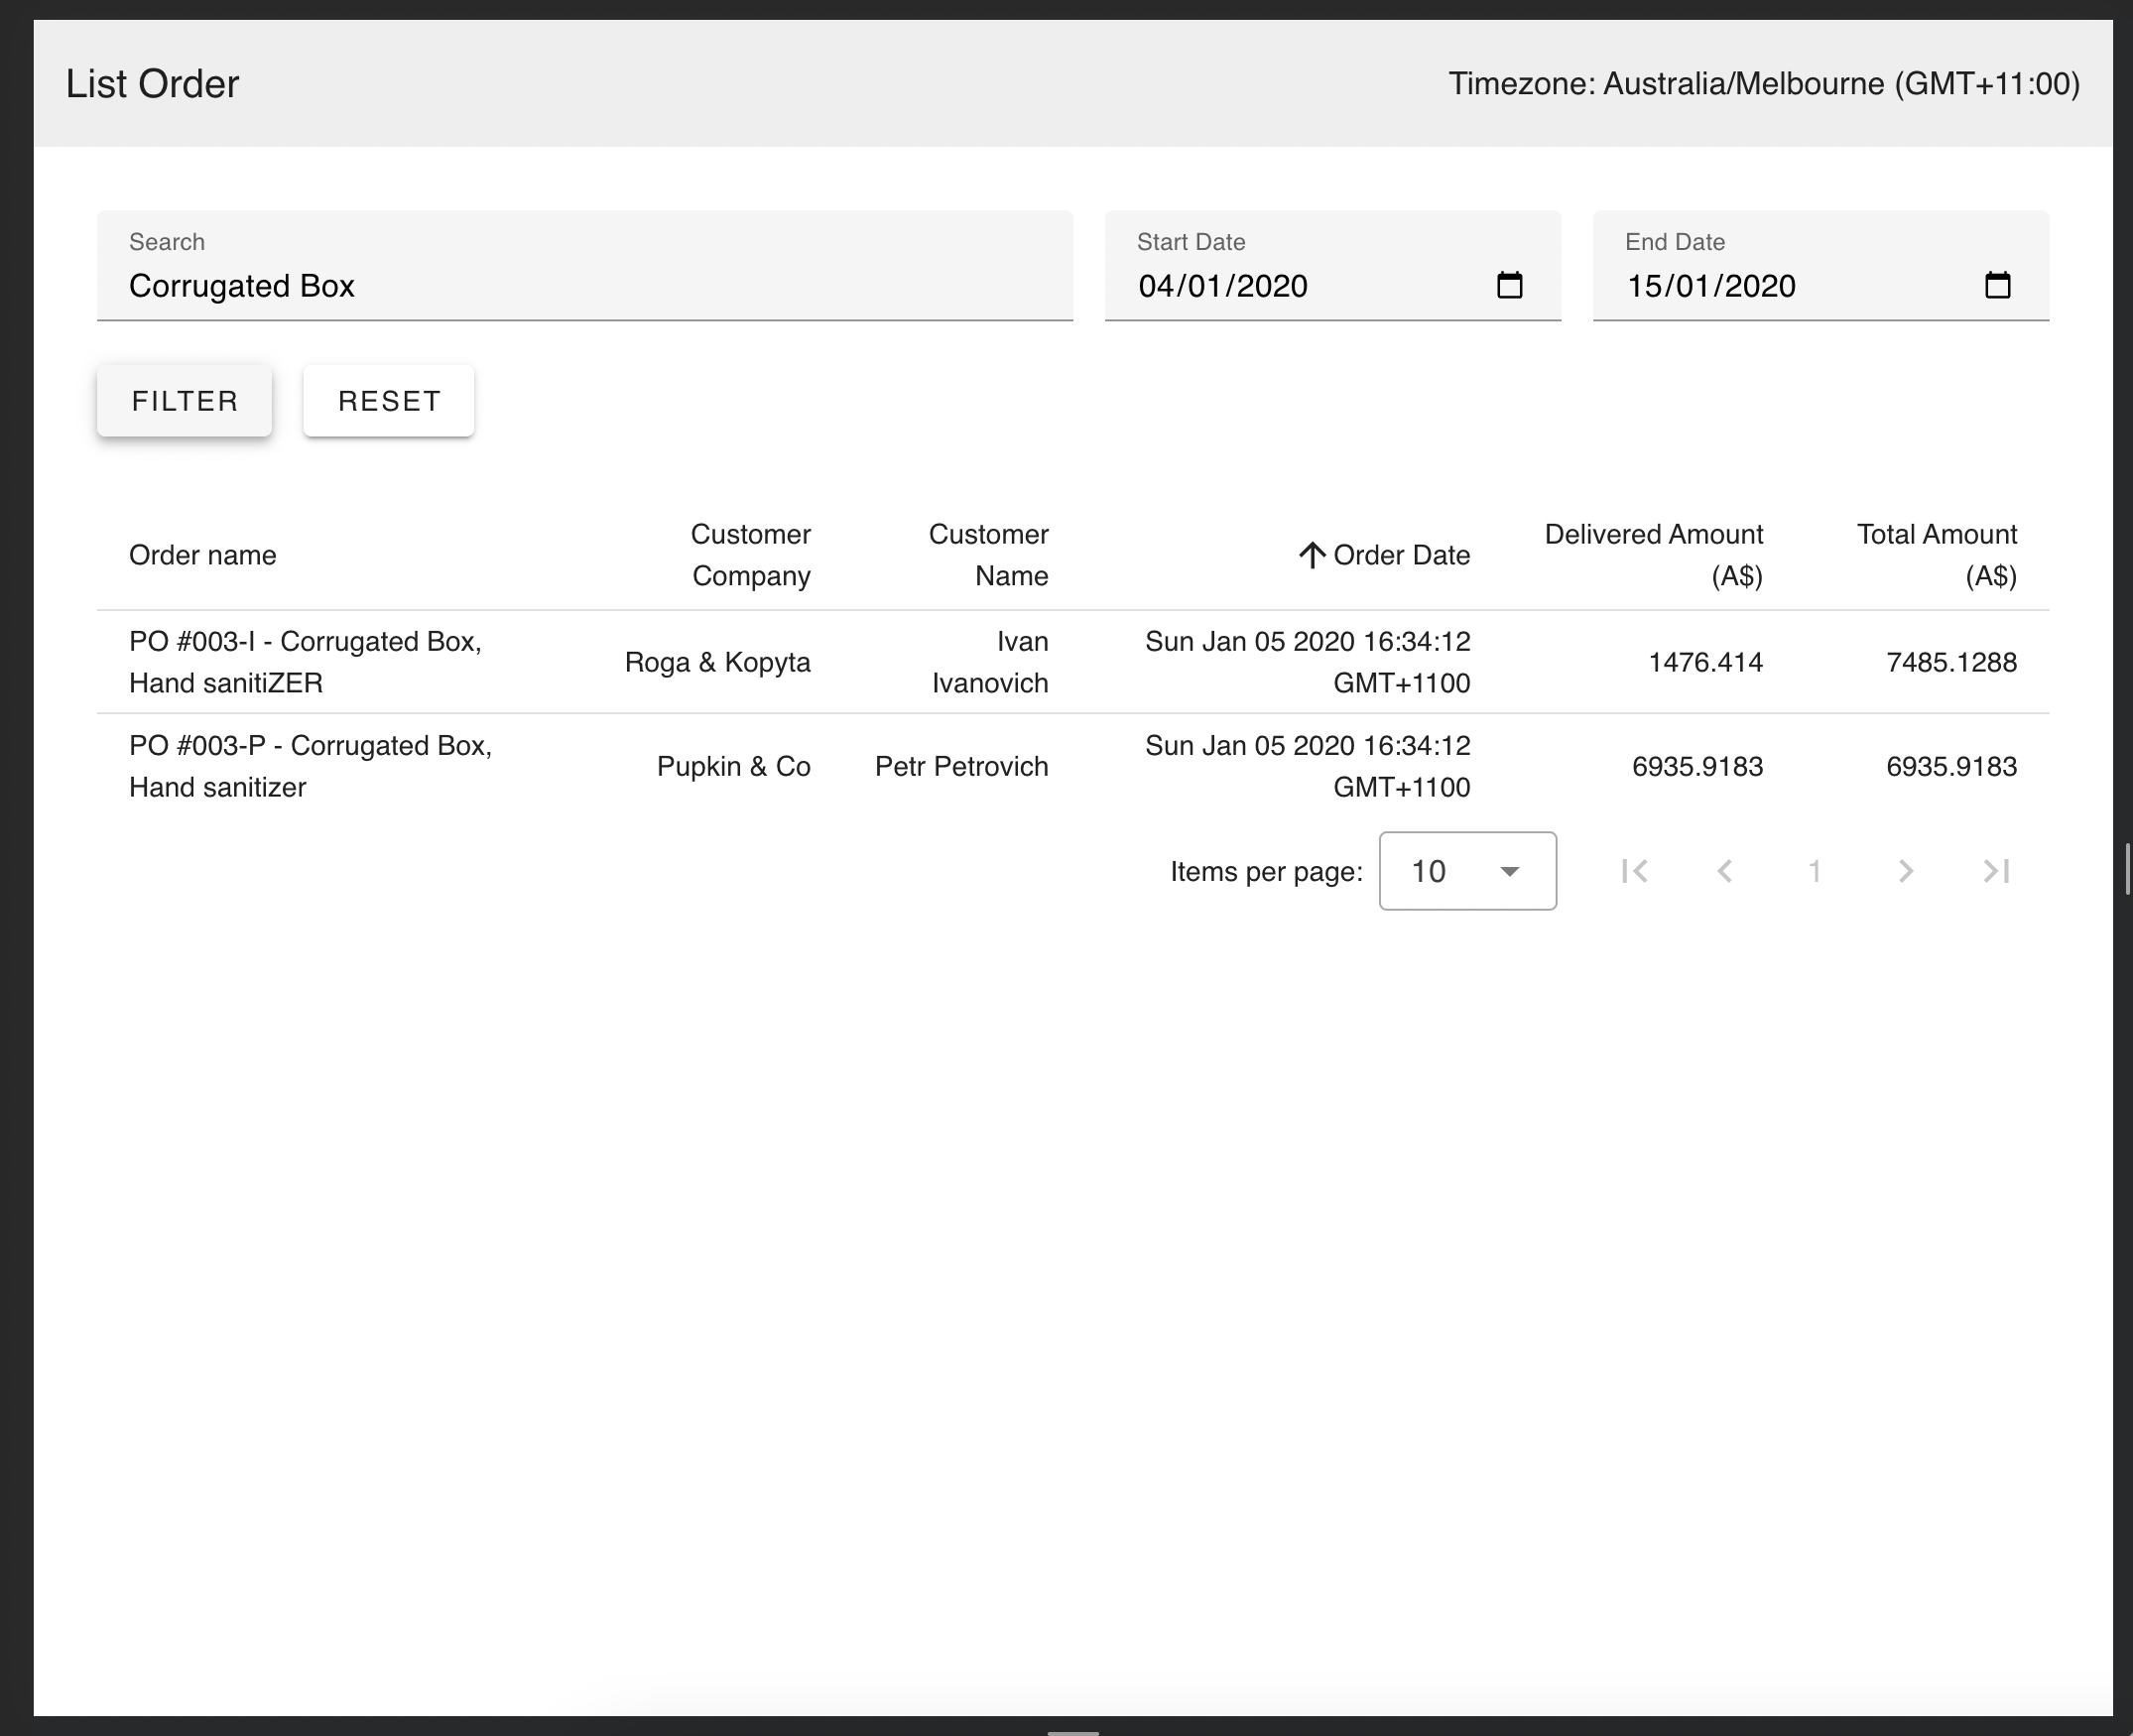 List Order
Timezone: Australia/Melbourne (GMT+11:00)
Search
Corrugated Box
Start Date
04/01/2020
End Date
15/01/2020
FILTER
RESET
Order name
Customer
Company
Customer
Name
Order Date
Delivered Amount
(A$)
Total Amount
(A$)
PO #003-I - Corrugated Box,
Hand sanitiZER
Roga & Kopyta
Ivan
Ivanovich
Sun Jan 05 2020 16:34:12
GMT+1100
1476.414
7485.1288
PO #003-P - Corrugated Box,
Hand sanitizer
Pupkin & Co
Petr Petrovich
Sun Jan 05 2020 16:34:12
GMT+1100
6935.9183
6935.9183
Items per page:
10
1